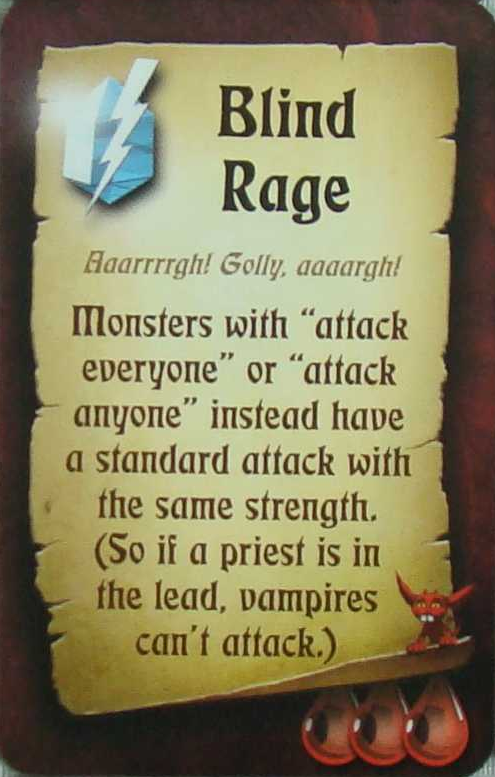 Blind
Rage
Aaarrrrgh! Golly, aaaargh!
Monsters with “attack
everyone” or “attack
anyone” instead have
a standard attack with
the same strength.
(So if a priest is in
the lead, vampires
can't attack.)